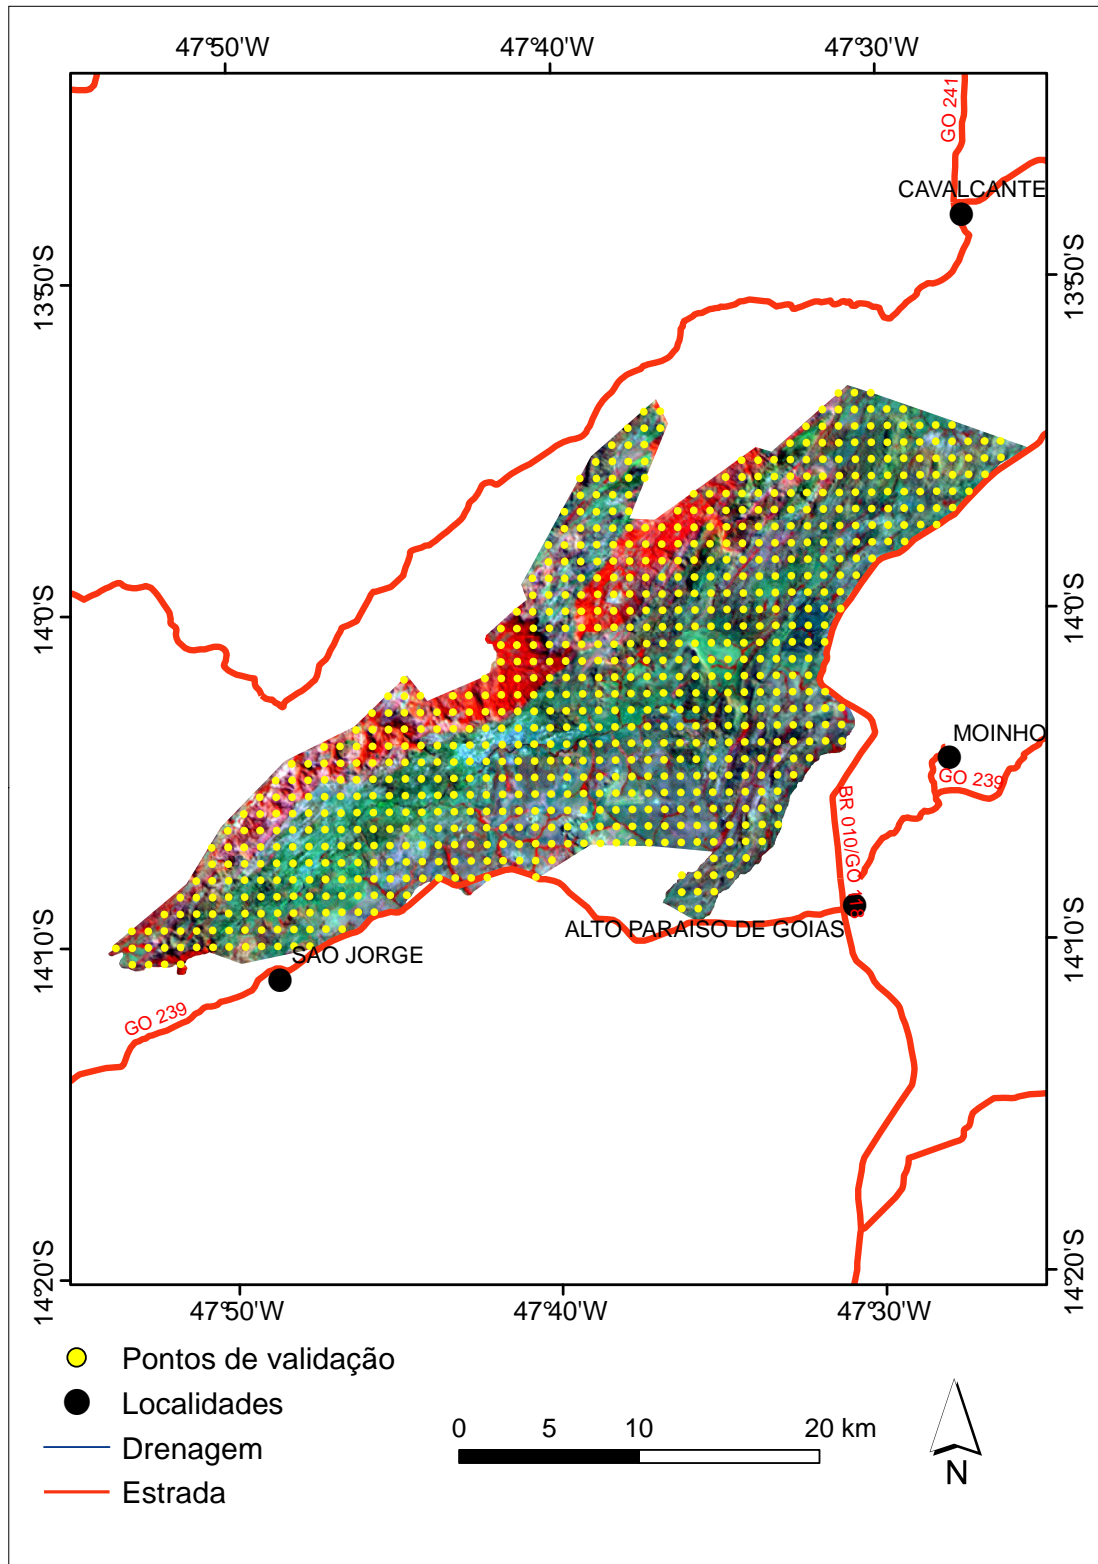 47°50'W 47°40'W 47°30'W
GO 241
CAVALCANTE
13°50'S 13°50'S
14°0'S 14°0'S
MOINHO
GO 239
BR 010/GO 118
ALTO PARAISO DE GOIAS
14°10'S 14°10'S
SAO JORGE
GO 239
14°20'S 14°20'S
47°50'W 47°40'W 47°30'W
Pontos de validação
Localidades
Drenagem
Estrada
0 5 10 20 km
N